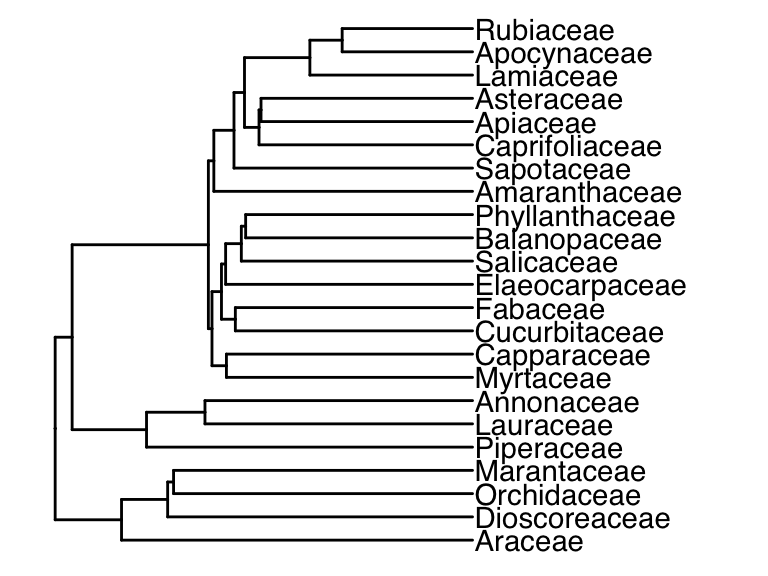 Rubiaceae
Apocynaceae
Lamiaceae
Asteraceae
Apiaceae
Caprifoliaceae
Sapotaceae
Amaranthaceae
Phyllanthaceae
Balanopaceae
Salicaceae
Elaeocarpaceae
Fabaceae
Cucurbitaceae
Capparaceae
Myrtaceae
Annonaceae
Lauraceae
Piperaceae
Marantaceae
Orchidaceae
Dioscoreaceae
Araceae